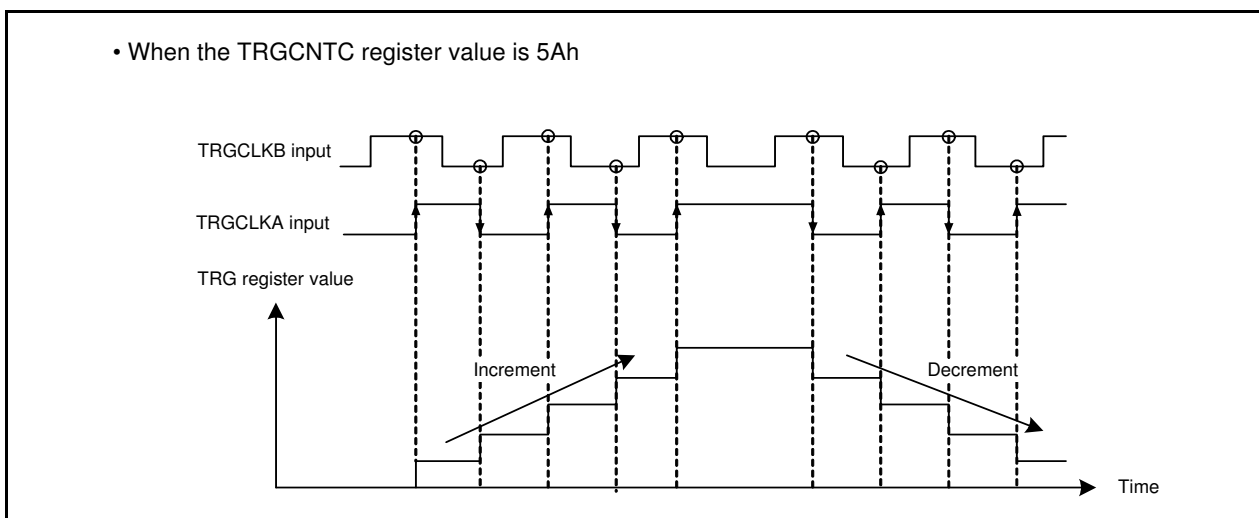 • When the TRGCNTC register value is 5Ah
TRGCLKB input
TRGCLKA input
TRG register value
Increment
Decrement
Time